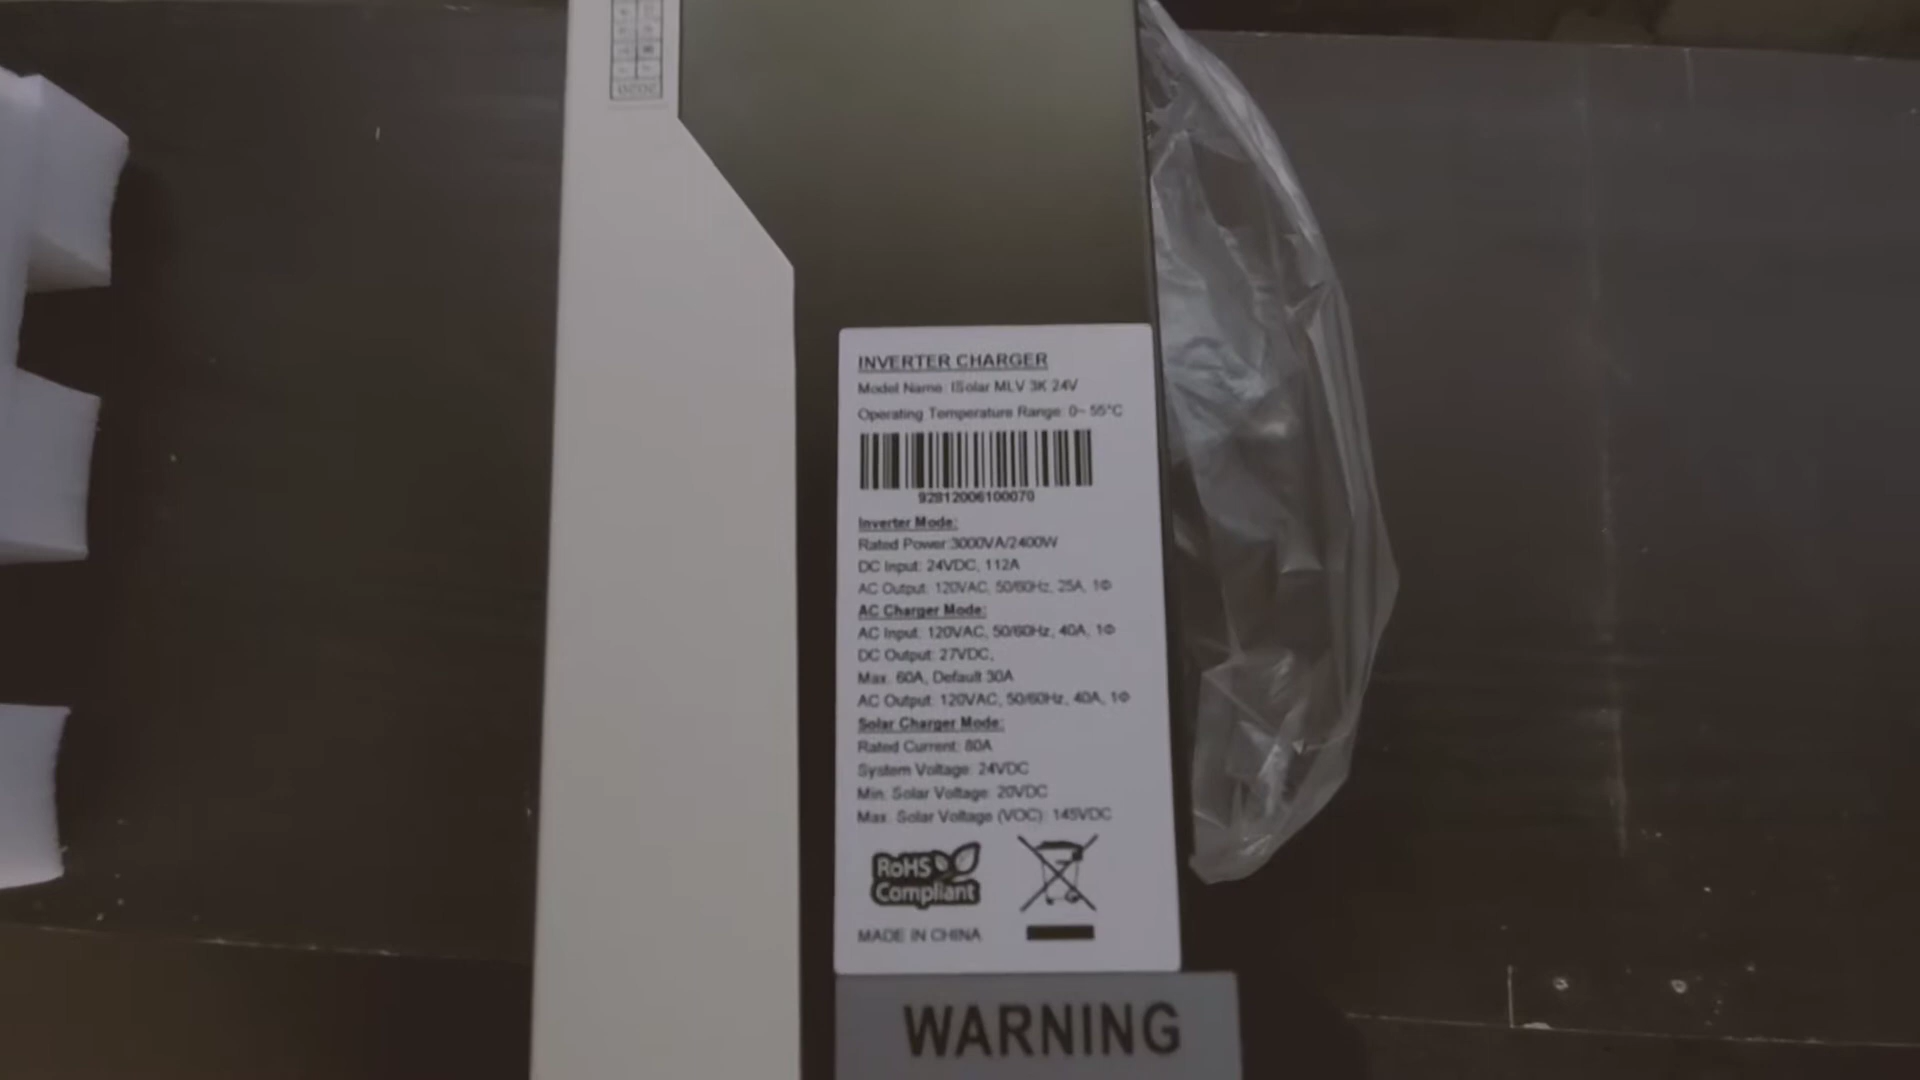 INVERTER CHARGER
Model Name: ISolar MLV 3K 24V
Operating Temperature Range: 0~ 55°C
92812006100070
Inverter Mode:
Rated Power:3000VA/2400W
DC Input: 24VDC, 112A
AC Output: 120VAC, 50/60Hz, 25A, 1Φ
AC Charger Mode:
AC Input: 120VAC, 50/60Hz, 40A, 1Φ
DC Output: 27VDC,
Max. 60A, Default 30A
AC Output: 120VAC, 50/60Hz, 40A, 1Φ
Solar Charger Mode:
Rated Current: 80A
System Voltage: 24VDC
Min. Solar Voltage: 20VDC
Max. Solar Voltage (VOC): 145VDC
RoHS
Compliant
MADE IN CHINA
WARNING